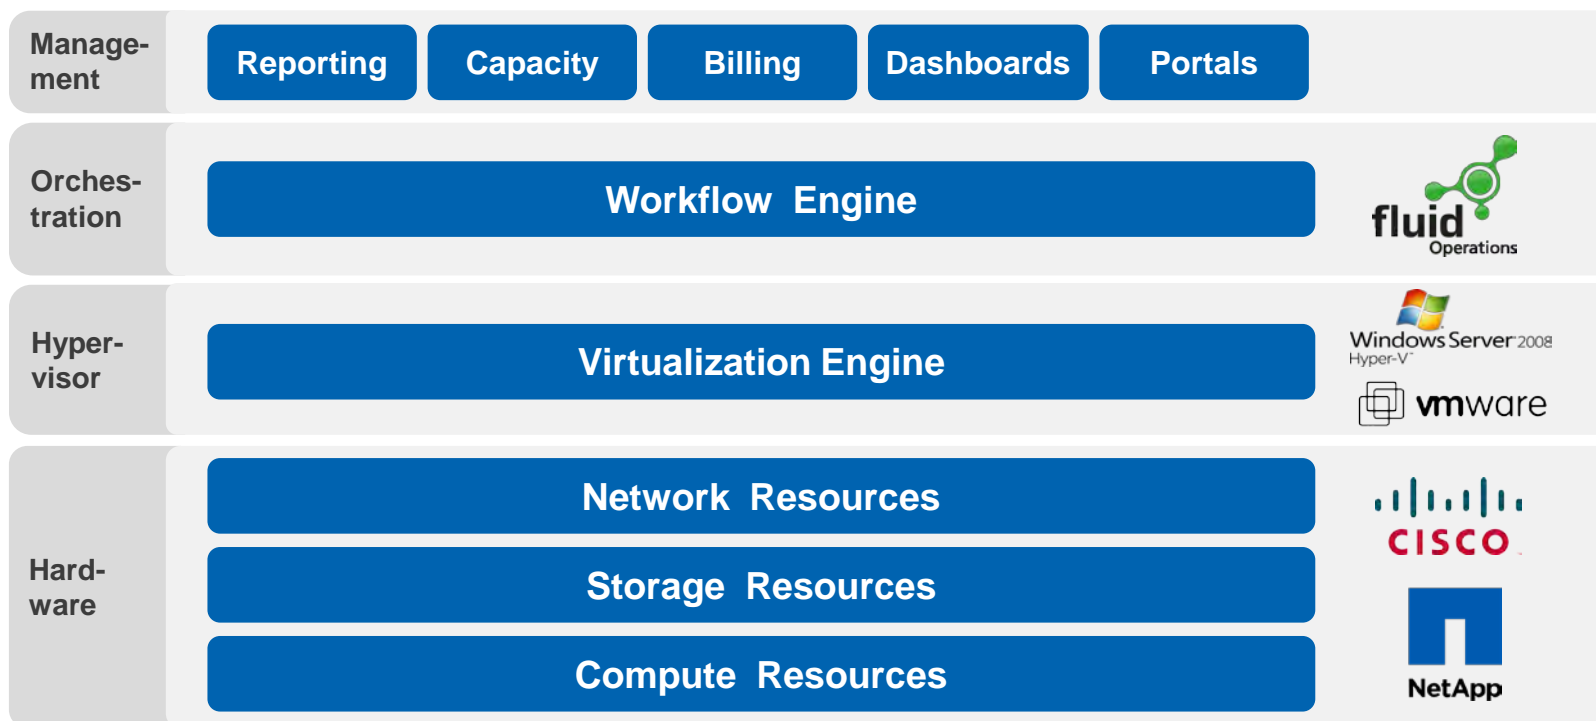 Manage-
ment
Reporting
Capacity
Billing
Dashboards
Portals
Orches-
tration
Workflow Engine
fluid
Operations
Hyper-
visor
Virtualization Engine
Windows Server 2008
Hyper-V™
vmware
Hard-
ware
Network Resources
Storage Resources
Compute Resources
CISCO
NetApp